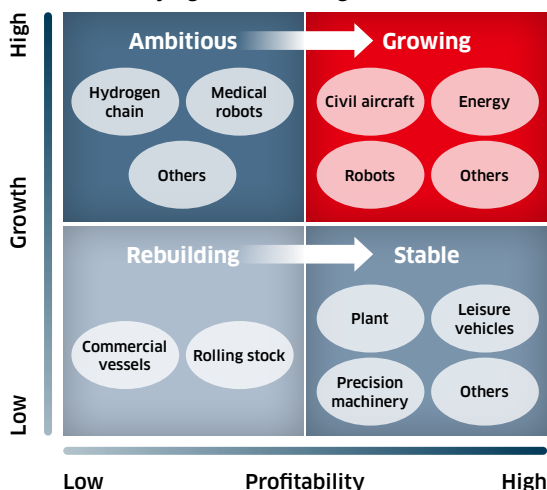 High
Growth
Low
Ambitious
Growing
Hydrogen
chain
Medical
robots
Others
Civil aircraft
Energy
Robots
Others
Rebuilding
Stable
Commercial
vessels
Rolling stock
Plant
Leisure
vehicles
Precision
machinery
Others
Low
Profitability
High